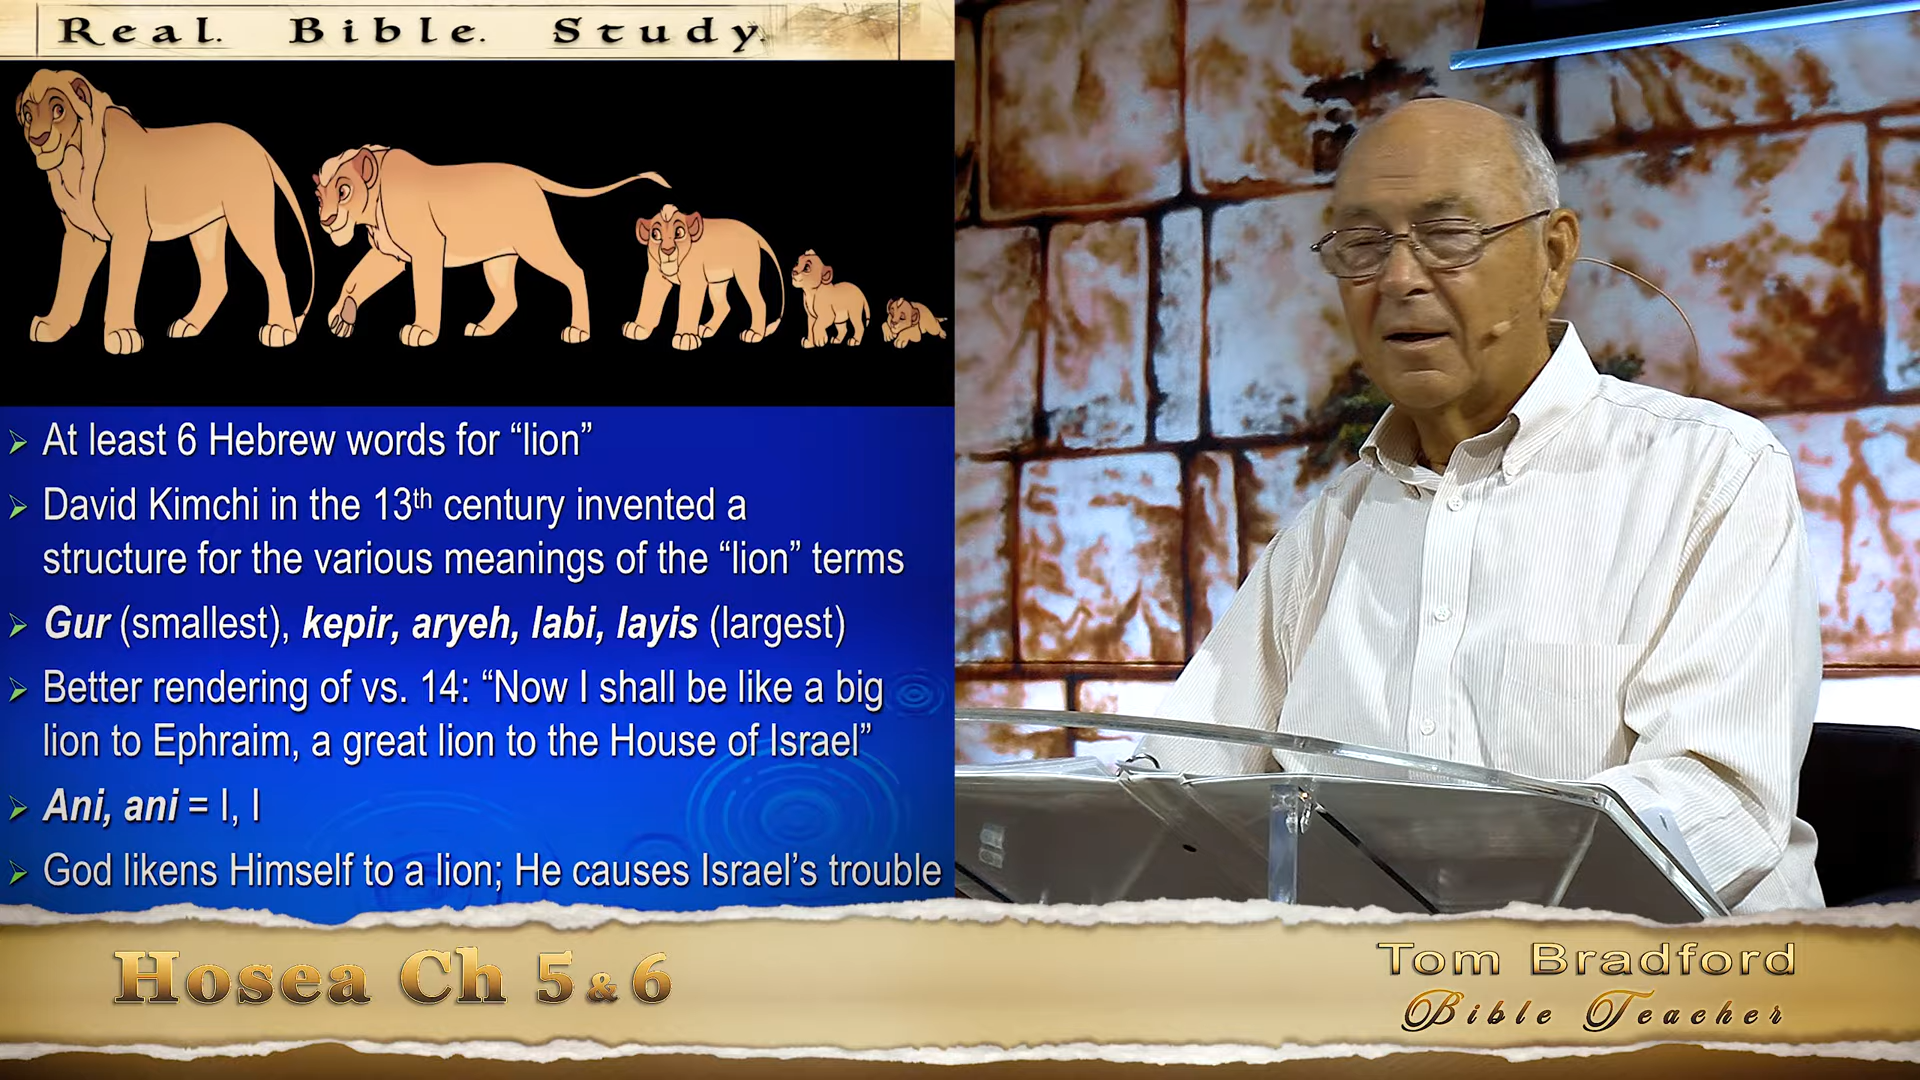 Real. Bible. Study.
At least 6 Hebrew words for “lion”
David Kimchi in the 13th century invented a
structure for the various meanings of the “lion” terms
Gur (smallest), kepir, aryeh, labi, layis (largest)
Better rendering of vs. 14: “Now I shall be like a big
lion to Ephraim, a great lion to the House of Israel”
Ani, ani = I, I
God likens Himself to a lion; He causes Israel’s trouble
Hosea Ch 5 & 6
Tom Bradford
Bible Teacher